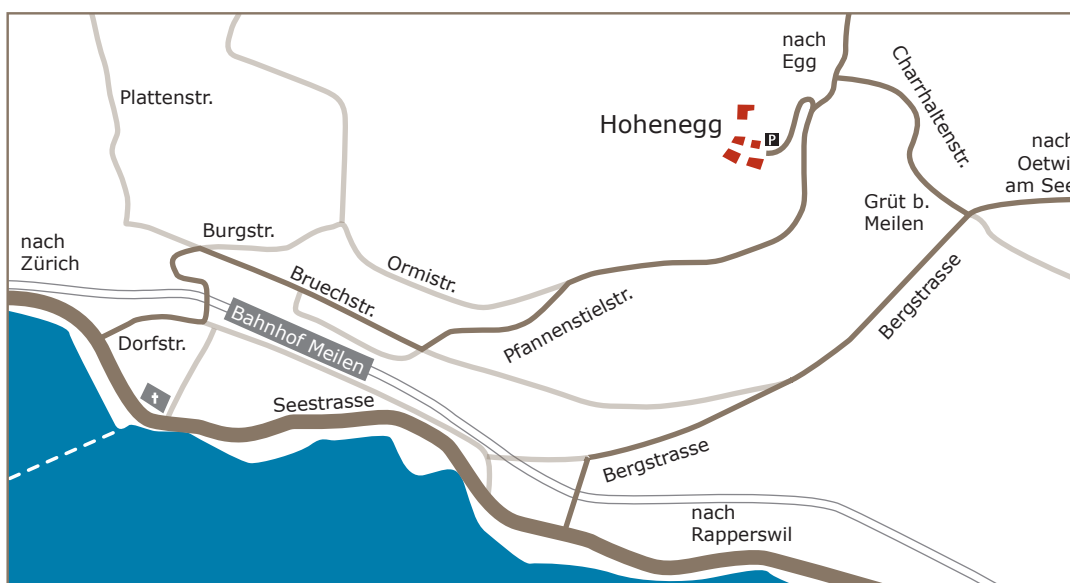 nach
Egg
Charrhaltenstr.
Plattenstr.
Hohenegg
P
nach
Oetwi
am See
Grüt b.
Meilen
Burgstr.
nach
Zürich
Ormistr.
Bruechstr.
Bergstrasse
Pfannenstielstr.
Bahnhof Meilen
Dorfstr.
Seestrasse
Bergstrasse
nach
Rapperswil